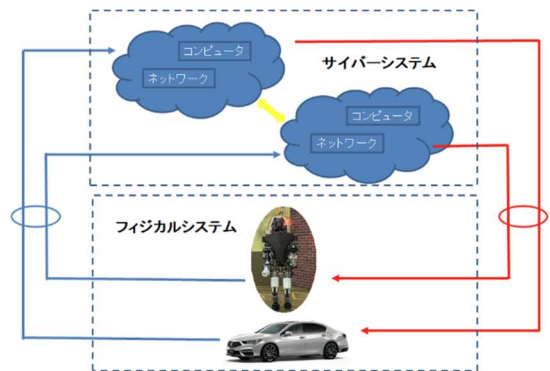 コンピュータ
ネットワーク
サイバーシステム
コンピュータ
ネットワーク
フィジカルシステム